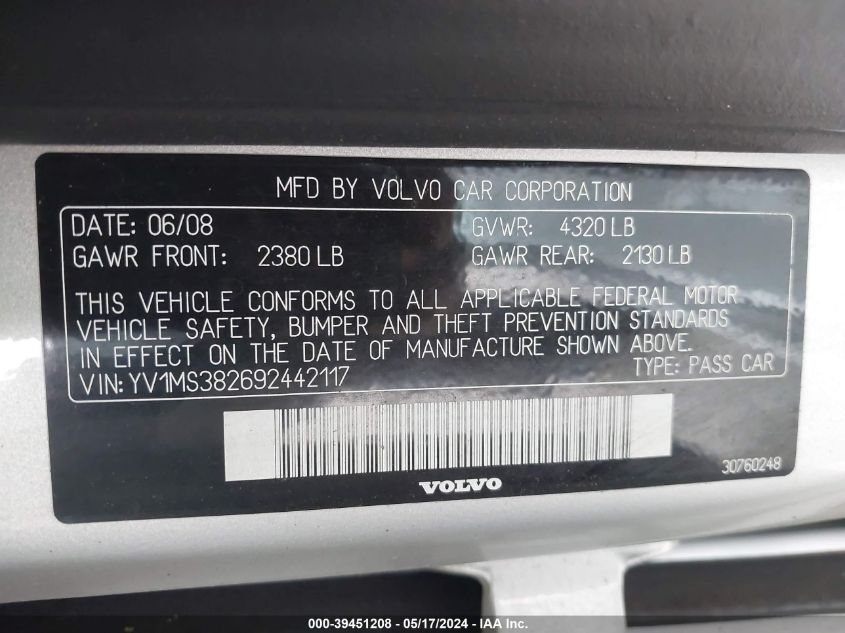 MFD BY VOLVO CAR CORPORATION
DATE: 06/08 GVWR: 4320 LB
GAWR FRONT: 2380 LB GAWR REAR: 2130 LB
THIS VEHICLE CONFORMS TO ALL APPLICABLE FEDERAL MOTOR
VEHICLE SAFETY, BUMPER AND THEFT PREVENTION STANDARDS
IN EFFECT ON THE DATE OF MANUFACTURE SHOWN ABOVE.
VIN: YV1MS382692442117 TYPE: PASS CAR
30760248
VOLVO
000-39451208 - 05/17/2024 - IAA Inc.